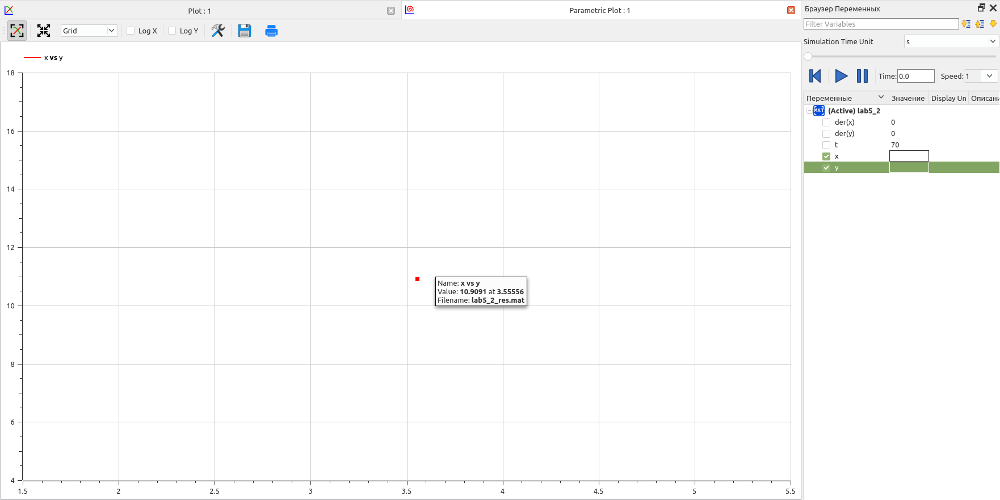 Plot : 1
Parametric Plot : 1
Браузер Переменных
Grid
Log X
Log Y
Filter Variables
Simulation Time Unit
s
Time: 0.0
Speed: 1
x vs y
Переменные
Значение
Display Un
Описани
MAT
(Active) lab5_2
der(x)
0
der(y)
0
t
70
x
y
18
16
14
12
10
8
6
4
Name: x vs y
Value: 10.9091 at 3.55556
Filename: lab5_2_res.mat
1.5
2
2.5
3
3.5
4
4.5
5
5.5